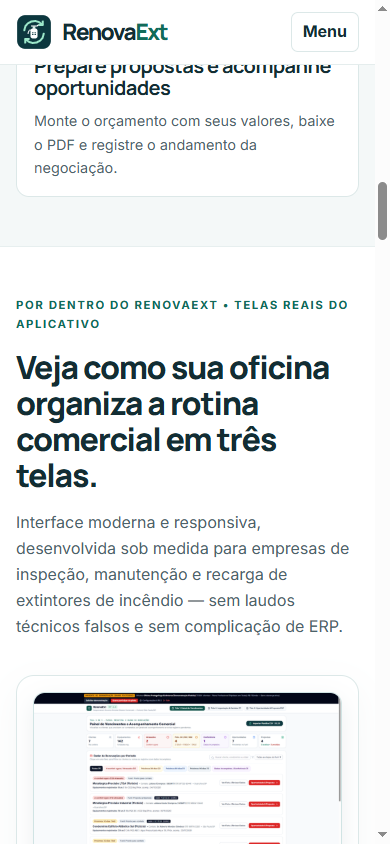 RenovaExt
Menu
Prepare propostas e acompanhe
oportunidades
Monte o orçamento com seus valores, baixe
o PDF e registre o andamento da
negociação.
POR DENTRO DO RENOVAEXT • TELAS REAIS DO
APLICATIVO
Veja como sua oficina
organiza a rotina
comercial em três
telas.
Interface moderna e responsiva,
desenvolvida sob medida para empresas de
inspeção, manutenção e recarga de
extintores de incêndio — sem laudos
técnicos falsos e sem complicação de ERP.